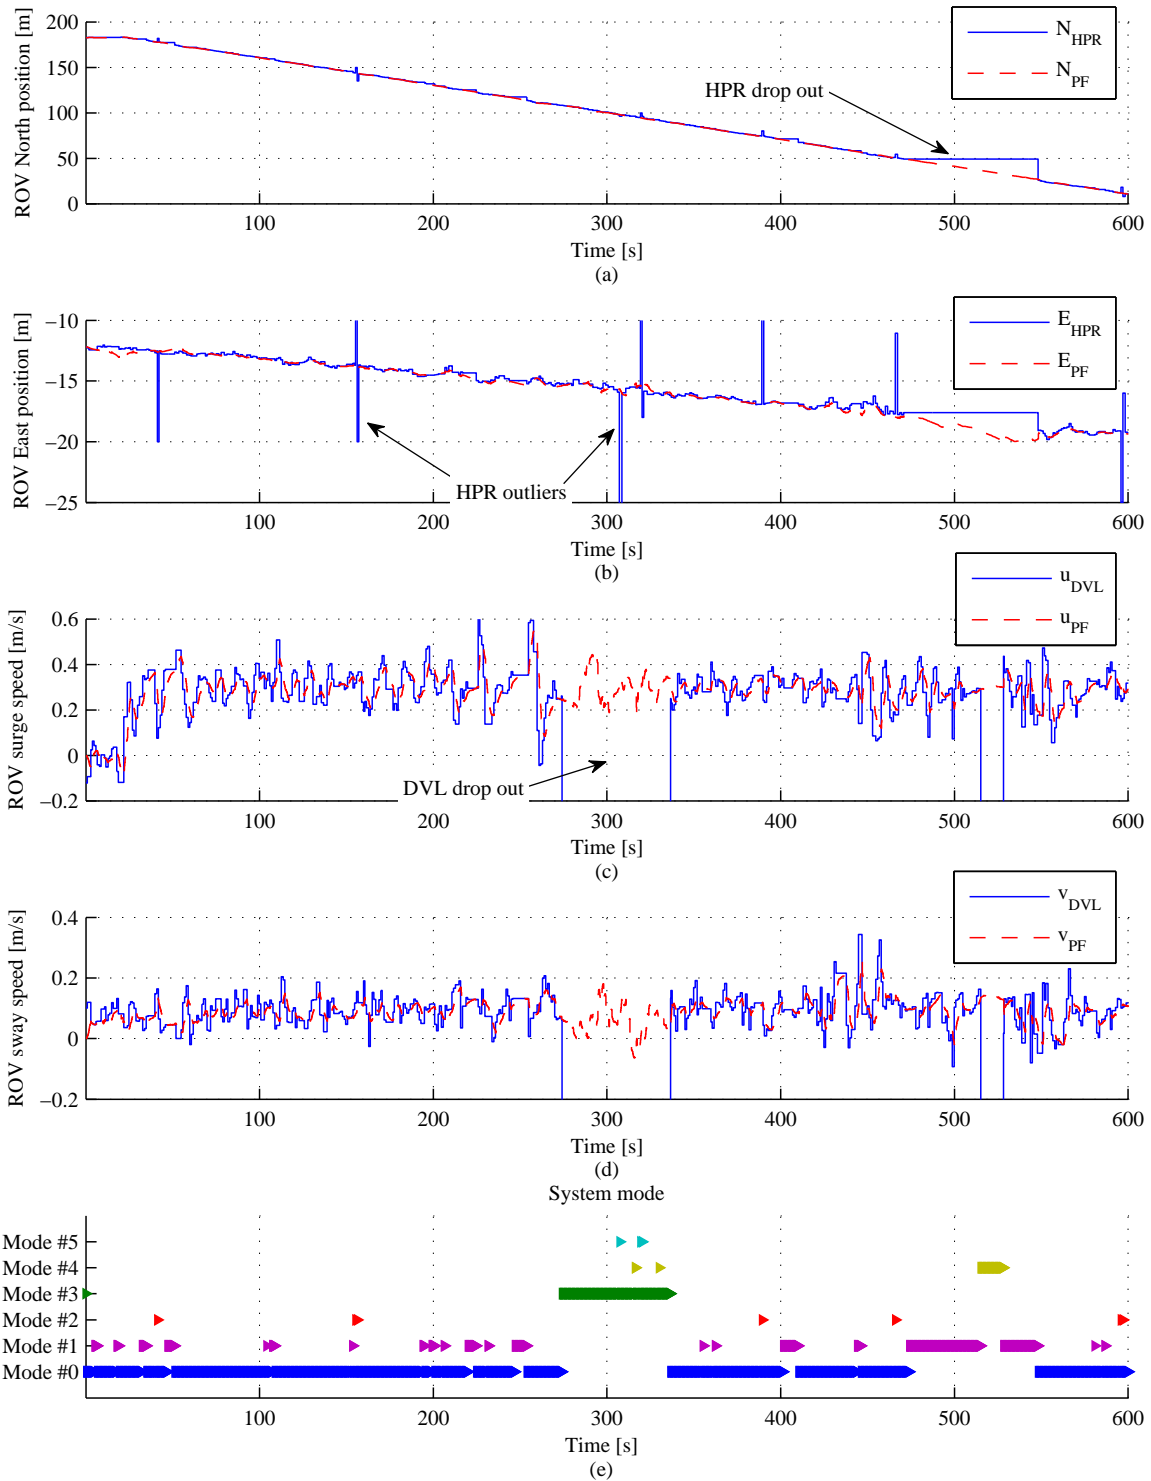 200
150
100
50
0
ROV North position [m]
N_HPR
N_PF
HPR drop out
100
200
300
400
500
600
Time [s]
(a)
−10
−15
−20
−25
ROV East position [m]
E_HPR
E_PF
HPR outliers
100
200
300
400
500
600
Time [s]
(b)
0.6
0.4
0.2
0
−0.2
ROV surge speed [m/s]
u_DVL
u_PF
DVL drop out
100
200
300
400
500
600
Time [s]
(c)
0.4
0.2
0
−0.2
ROV sway speed [m/s]
v_DVL
v_PF
100
200
300
400
500
600
Time [s]
(d)
System mode
Mode #5
Mode #4
Mode #3
Mode #2
Mode #1
Mode #0
100
200
300
400
500
600
Time [s]
(e)